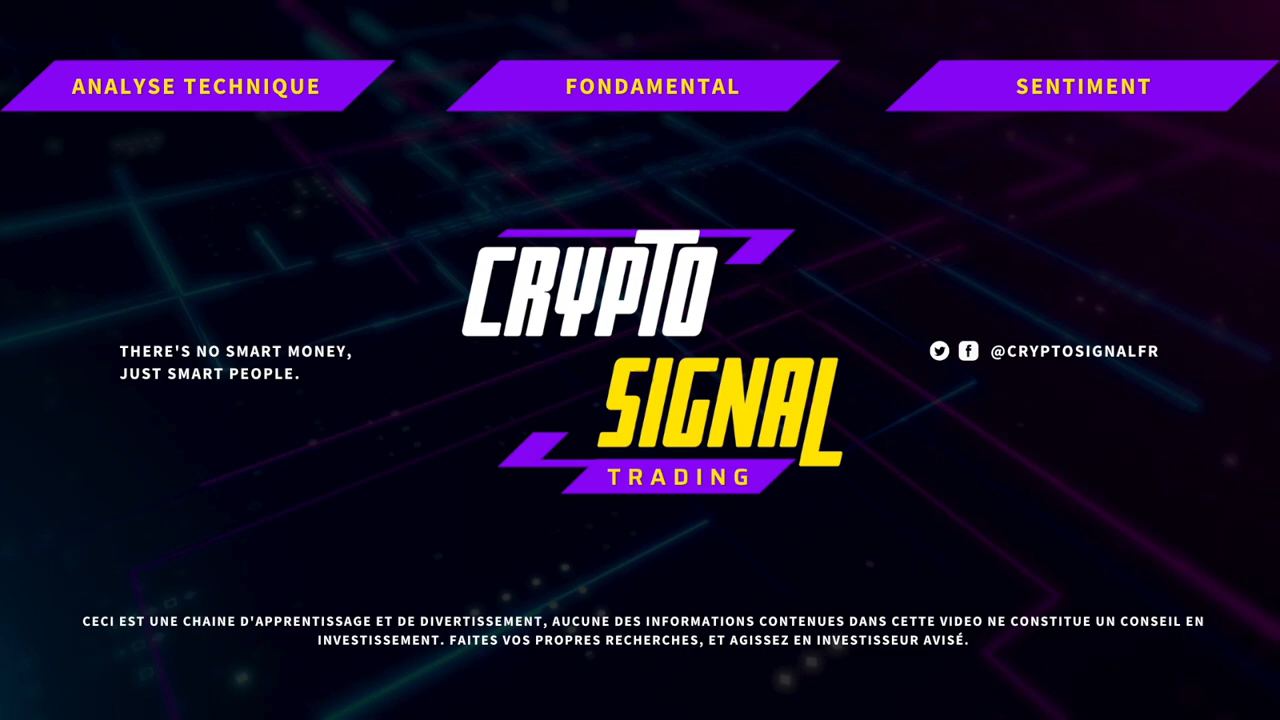 ANALYSE TECHNIQUE
FONDAMENTAL
SENTIMENT
CRYPTO
SIGNAL
TRADING
THERE'S NO SMART MONEY,
JUST SMART PEOPLE.
@CRYPTOSIGNALFR
CECI EST UNE CHAINE D'APPRENTISSAGE ET DE DIVERTISSEMENT, AUCUNE DES INFORMATIONS CONTENUES DANS CETTE VIDEO NE CONSTITUE UN CONSEIL EN
INVESTISSEMENT. FAITES VOS PROPRES RECHERCHES, ET AGISSEZ EN INVESTISSEUR AVISÉ.